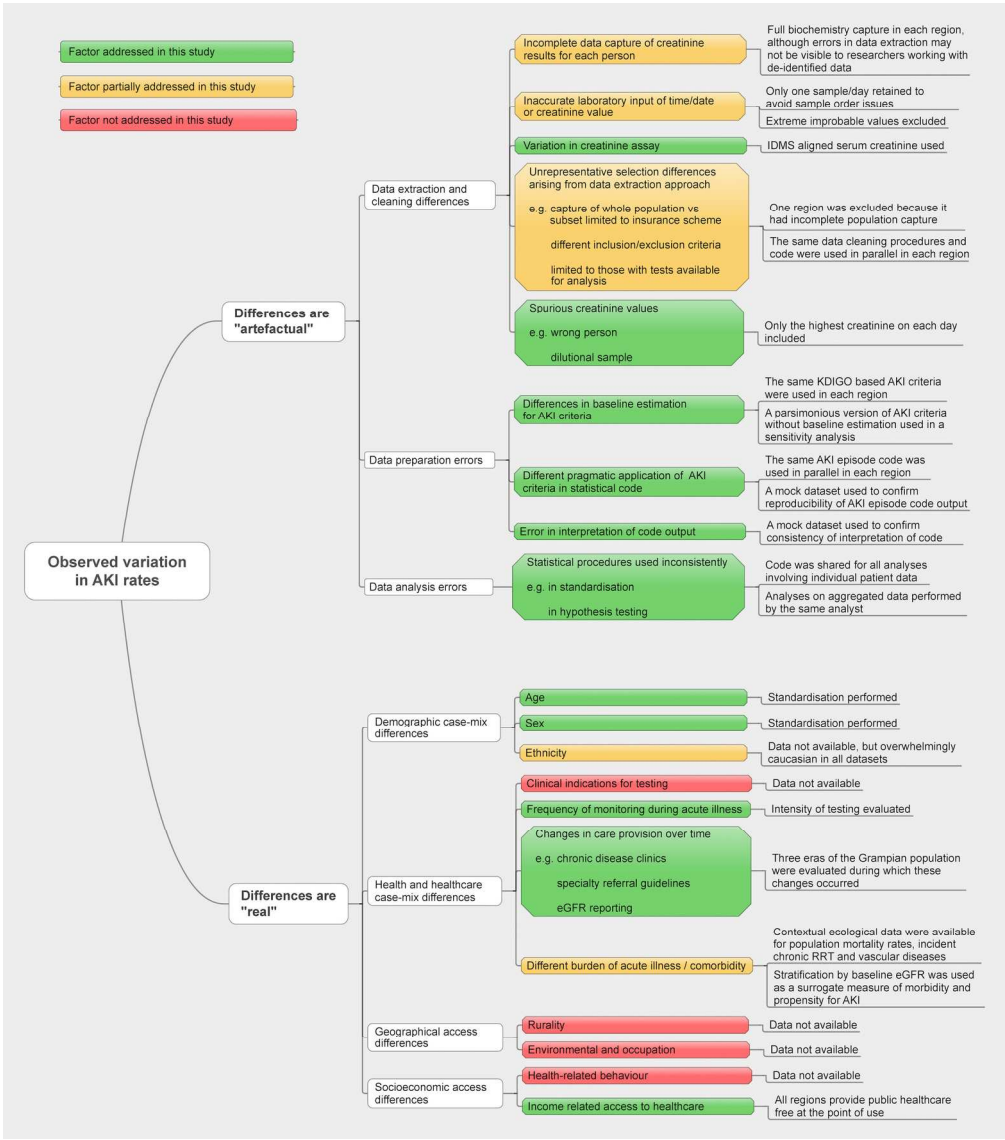 Factor addressed in this study
Factor partially addressed in this study
Factor not addressed in this study
Observed variation
in AKI rates
Differences are
"artefactual"
Data extraction and
cleaning differences
Incomplete data capture of creatinine
results for each person
Full biochemistry capture in each region,
although errors in data extraction may
not be visible to researchers working with
de-identified data
Inaccurate laboratory input of time/date
or creatinine value
Only one sample/day retained to
avoid sample order issues
Extreme improbable values excluded
Variation in creatinine assay
IDMS aligned serum creatinine used
Unrepresentative selection differences
arising from data extraction approach
e.g. capture of whole population vs
subset limited to insurance scheme
different inclusion/exclusion criteria
limited to those with tests available
for analysis
One region was excluded because it
had incomplete population capture
The same data cleaning procedures and
code were used in parallel in each region
Spurious creatinine values
e.g. wrong person
dilutional sample
Only the highest creatinine on each day
included
Data preparation errors
Differences in baseline estimation
for AKI criteria
The same KDIGO based AKI criteria
were used in each region
A parsimonious version of AKI criteria
without baseline estimation used in a
sensitivity analysis
Different pragmatic application of AKI
criteria in statistical code
The same AKI episode code was
used in parallel in each region
A mock dataset used to confirm
reproducibility of AKI episode code output
Error in interpretation of code output
A mock dataset used to confirm
consistency of interpretation of code
Data analysis errors
Statistical procedures used inconsistently
e.g. in standardisation
in hypothesis testing
Code was shared for all analyses
involving individual patient data
Analyses on aggregated data performed
by the same analyst
Differences are
"real"
Demographic case-mix
differences
Age
Standardisation performed
Sex
Standardisation performed
Ethnicity
Data not available, but overwhelmingly
caucasian in all datasets
Health and healthcare
case-mix differences
Clinical indications for testing
Data not available
Frequency of monitoring during acute illness
Intensity of testing evaluated
Changes in care provision over time
e.g. chronic disease clinics
specialty referral guidelines
eGFR reporting
Three eras of the Grampian population
were evaluated during which these
changes occurred
Different burden of acute illness / comorbidity
Contextual ecological data were available
for population mortality rates, incident
chronic RRT and vascular diseases
Stratification by baseline eGFR was used
as a surrogate measure of morbidity and
propensity for AKI
Geographical access
differences
Rurality
Data not available
Environmental and occupation
Data not available
Socioeconomic access
differences
Health-related behaviour
Data not available
Income related access to healthcare
All regions provide public healthcare
free at the point of use